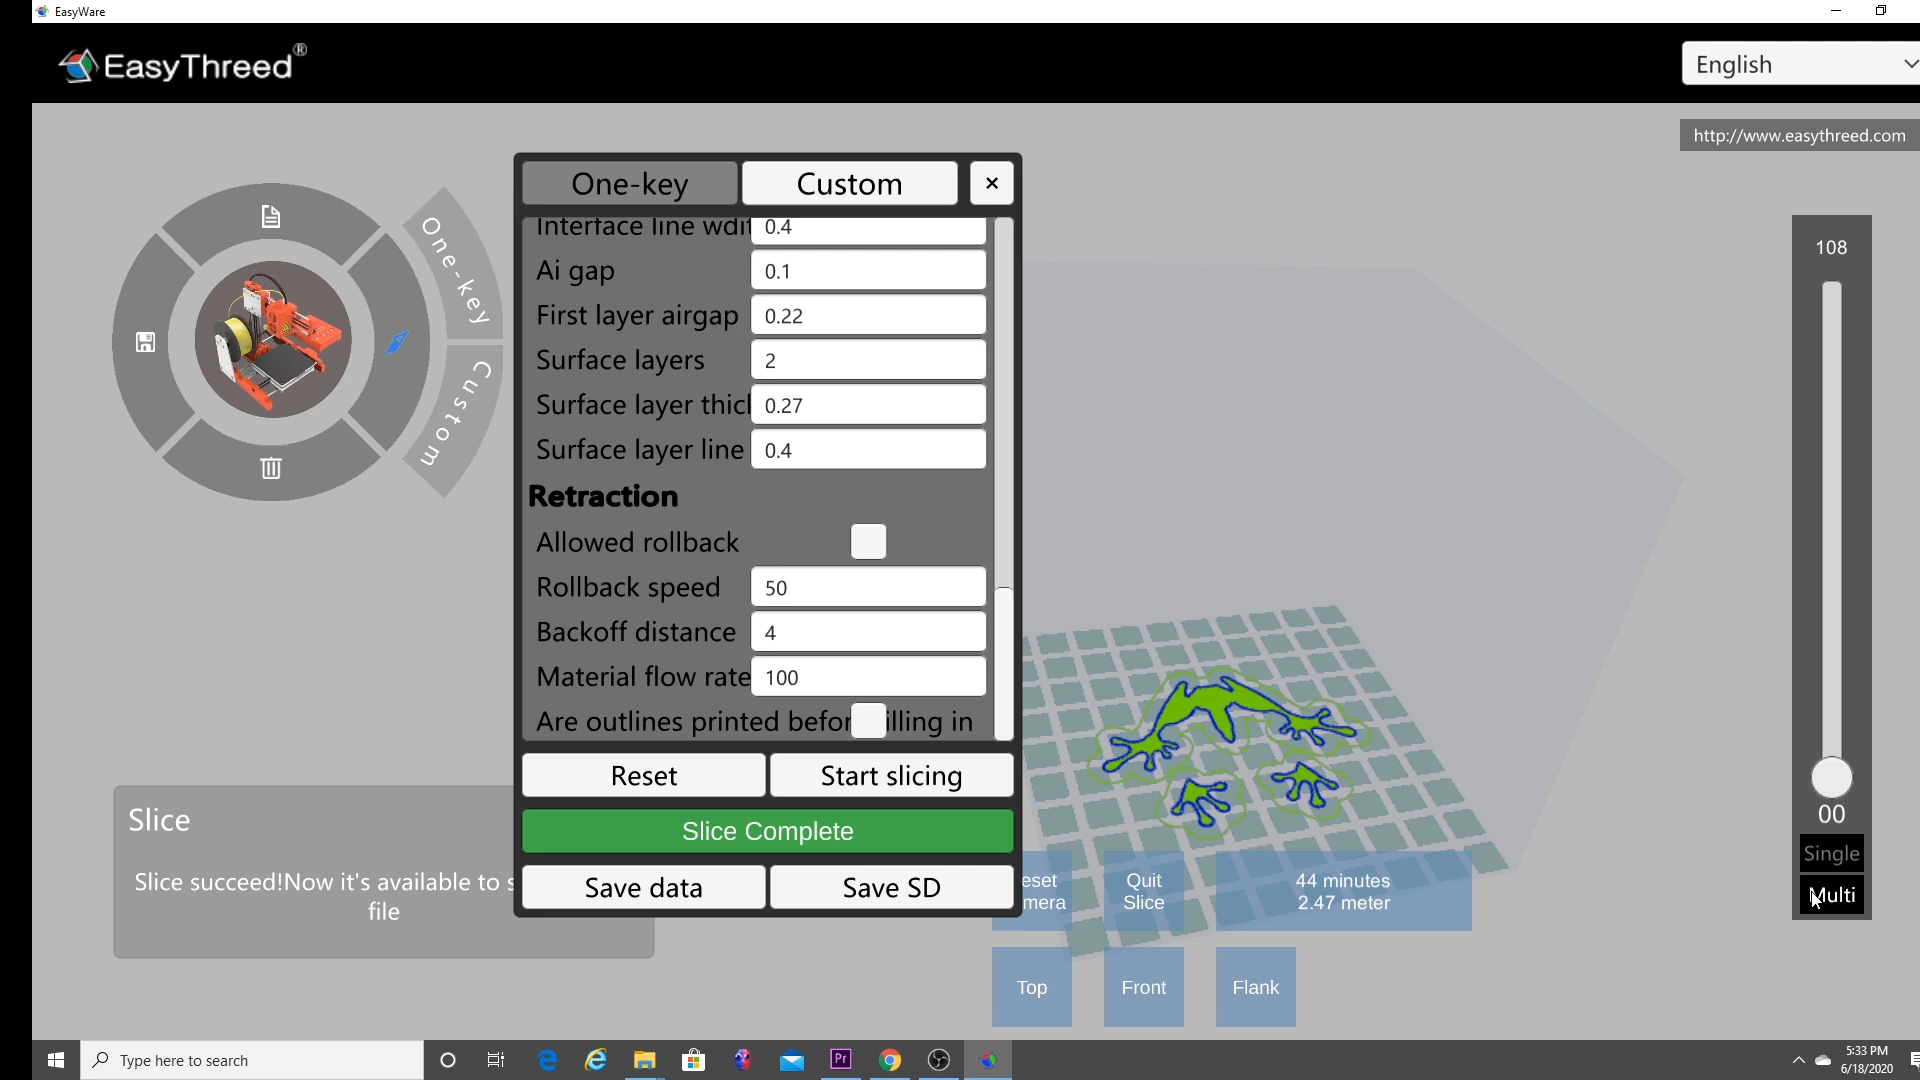 EasyWare
EasyThreed®
English
http://www.easythreed.com
One-key
Custom
One-key
Custom
×
Interface line wdit
0.4
Ai gap
0.1
First layer airgap
0.22
Surface layers
2
Surface layer thick
0.27
Surface layer line
0.4
Retraction
Allowed rollback
Rollback speed
50
Backoff distance
4
Material flow rate
100
Are outlines printed befor illing in
Reset
Start slicing
Slice Complete
Save data
Save SD
Slice
Slice succeed!Now it's available to s
file
108
00
Single
Multi
eset
mera
Quit
Slice
44 minutes
2.47 meter
Top
Front
Flank
Type here to search
Pr
5:33 PM
6/18/2020